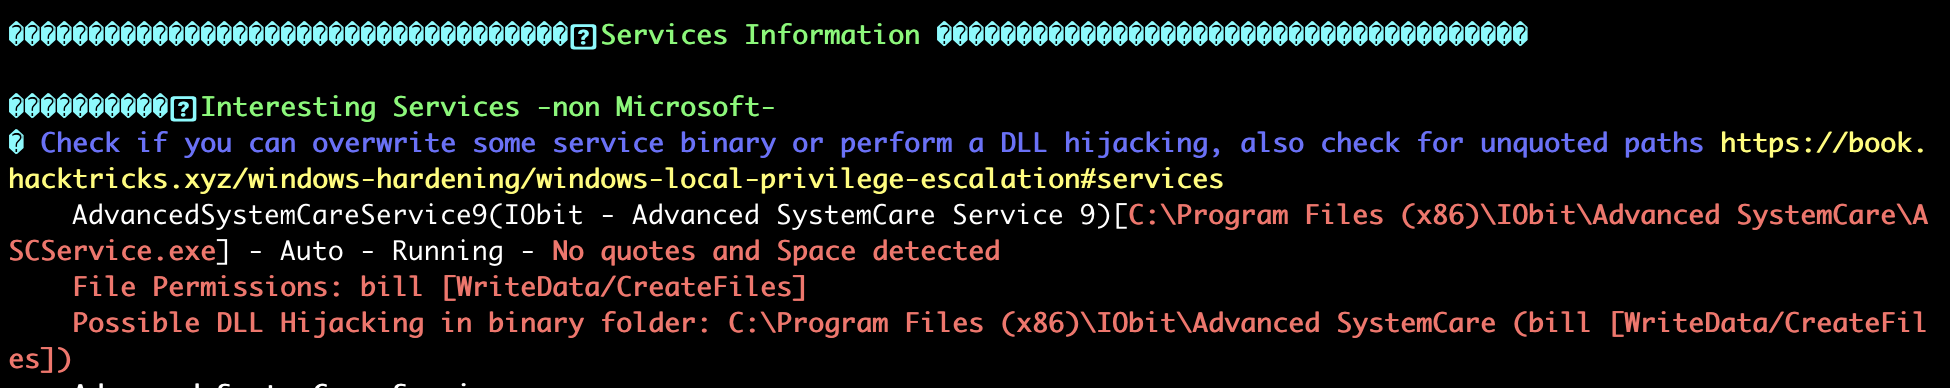 Services Information
Interesting Services -non Microsoft-
Check if you can overwrite some service binary or perform a DLL hijacking, also check for unquoted paths https://book.
hacktricks.xyz/windows-hardening/windows-local-privilege-escalation#services
AdvancedSystemCareService9(IObit - Advanced SystemCare Service 9)[C:\Program Files (x86)\IObit\Advanced SystemCare\A
SCService.exe] - Auto - Running - No quotes and Space detected
File Permissions: bill [WriteData/CreateFiles]
Possible DLL Hijacking in binary folder: C:\Program Files (x86)\IObit\Advanced SystemCare (bill [WriteData/CreateFil
es])